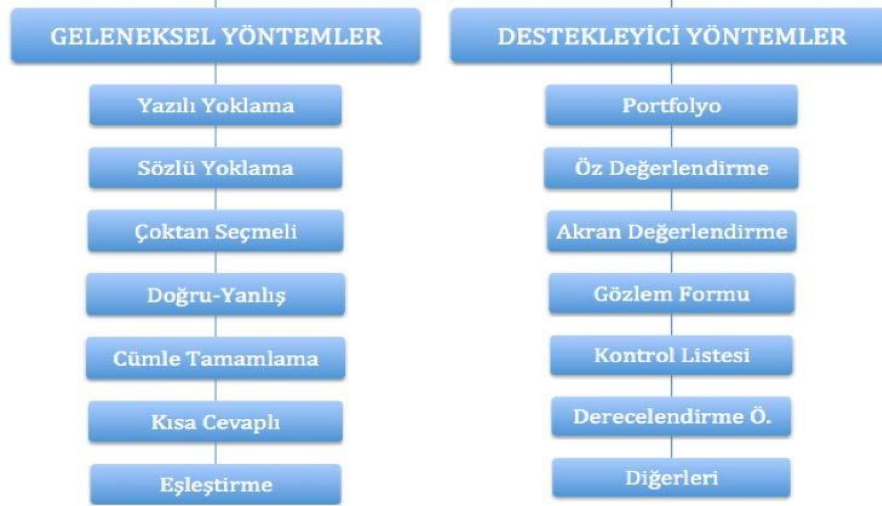 GELENEKSEL YÖNTEMLER
Yazılı Yoklama
Sözlü Yoklama
Çoktan Seçmeli
Doğru-Yanlış
Cümle Tamamlama
Kısa Cevaplı
Eşleştirme
DESTEKLEYİCİ YÖNTEMLER
Portfolyo
Öz Değerlendirme
Akran Değerlendirme
Gözlem Formu
Kontrol Listesi
Derecelendirme Ö.
Diğerleri